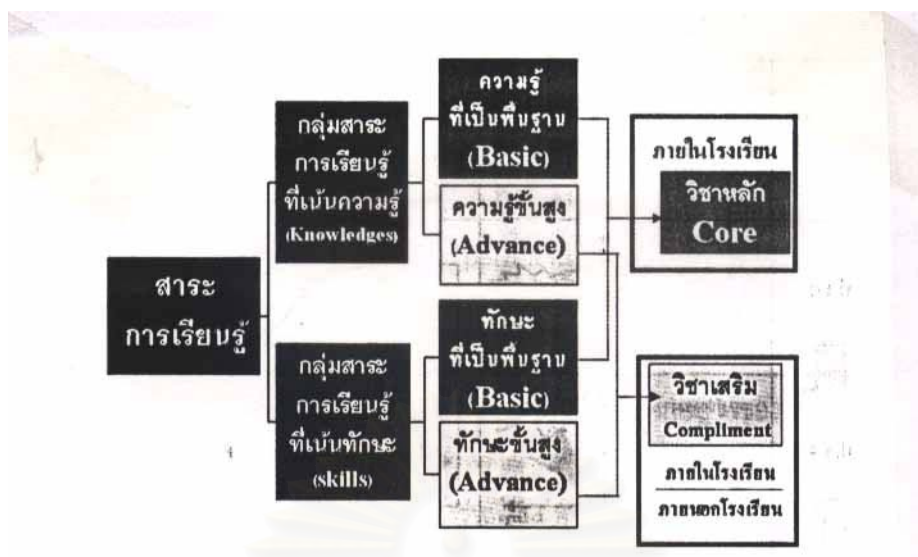 สาระ
การเรียนรู้
กลุ่มสาระ
การเรียนรู้
ที่เน้นความรู้
(Knowledges)
กลุ่มสาระ
การเรียนรู้
ที่เน้นทักษะ
(skills)
ความรู้
ที่เป็นพื้นฐาน
(Basic)
ความรู้ชั้นสูง
(Advance)
ทักษะ
ที่เป็นพื้นฐาน
(Basic)
ทักษะชั้นสูง
(Advance)
ภายในโรงเรียน
วิชาหลัก
Core
วิชาเสริม
Compliment
ภายในโรงเรียน
ภายนอกโรงเรียน